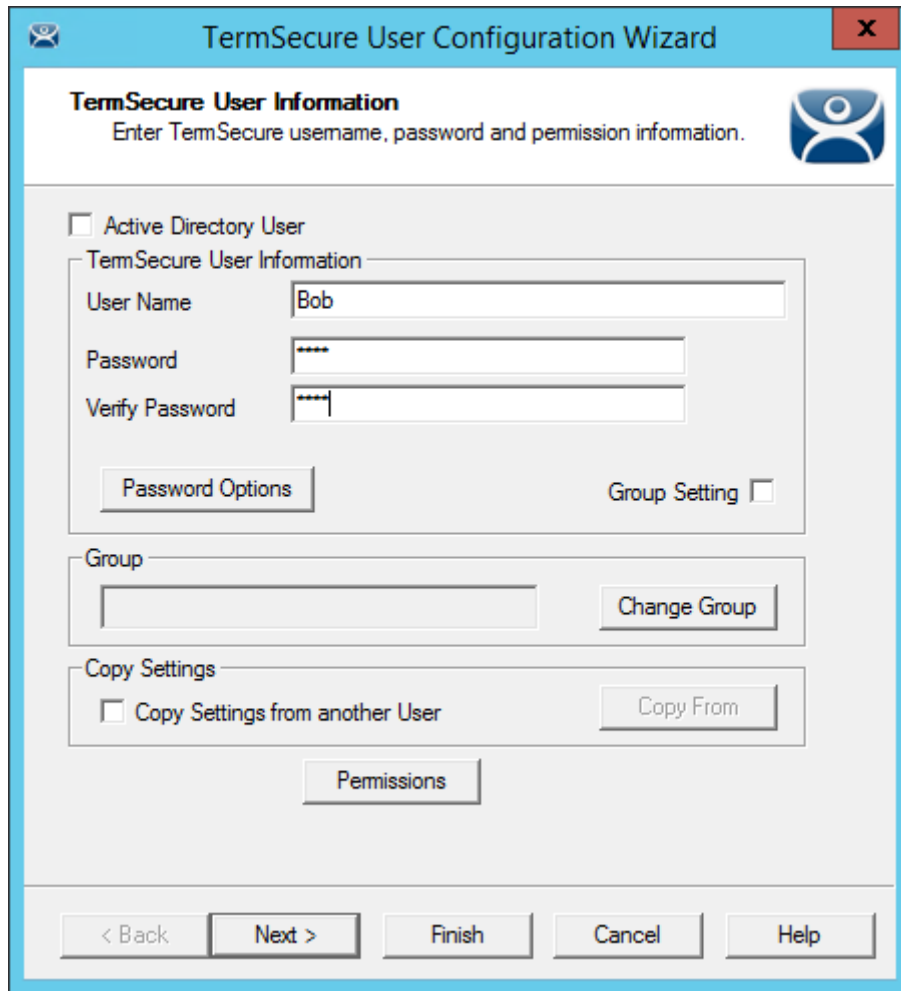 TermSecure User Configuration Wizard
x
TermSecure User Information
Enter TermSecure username, password and permission information.
Active Directory User
TermSecure User Information
User Name Bob
Password ****
Verify Password ****
Password Options Group Setting
Group
Change Group
Copy Settings
Copy Settings from another User Copy From
Permissions
< Back Next > Finish Cancel Help